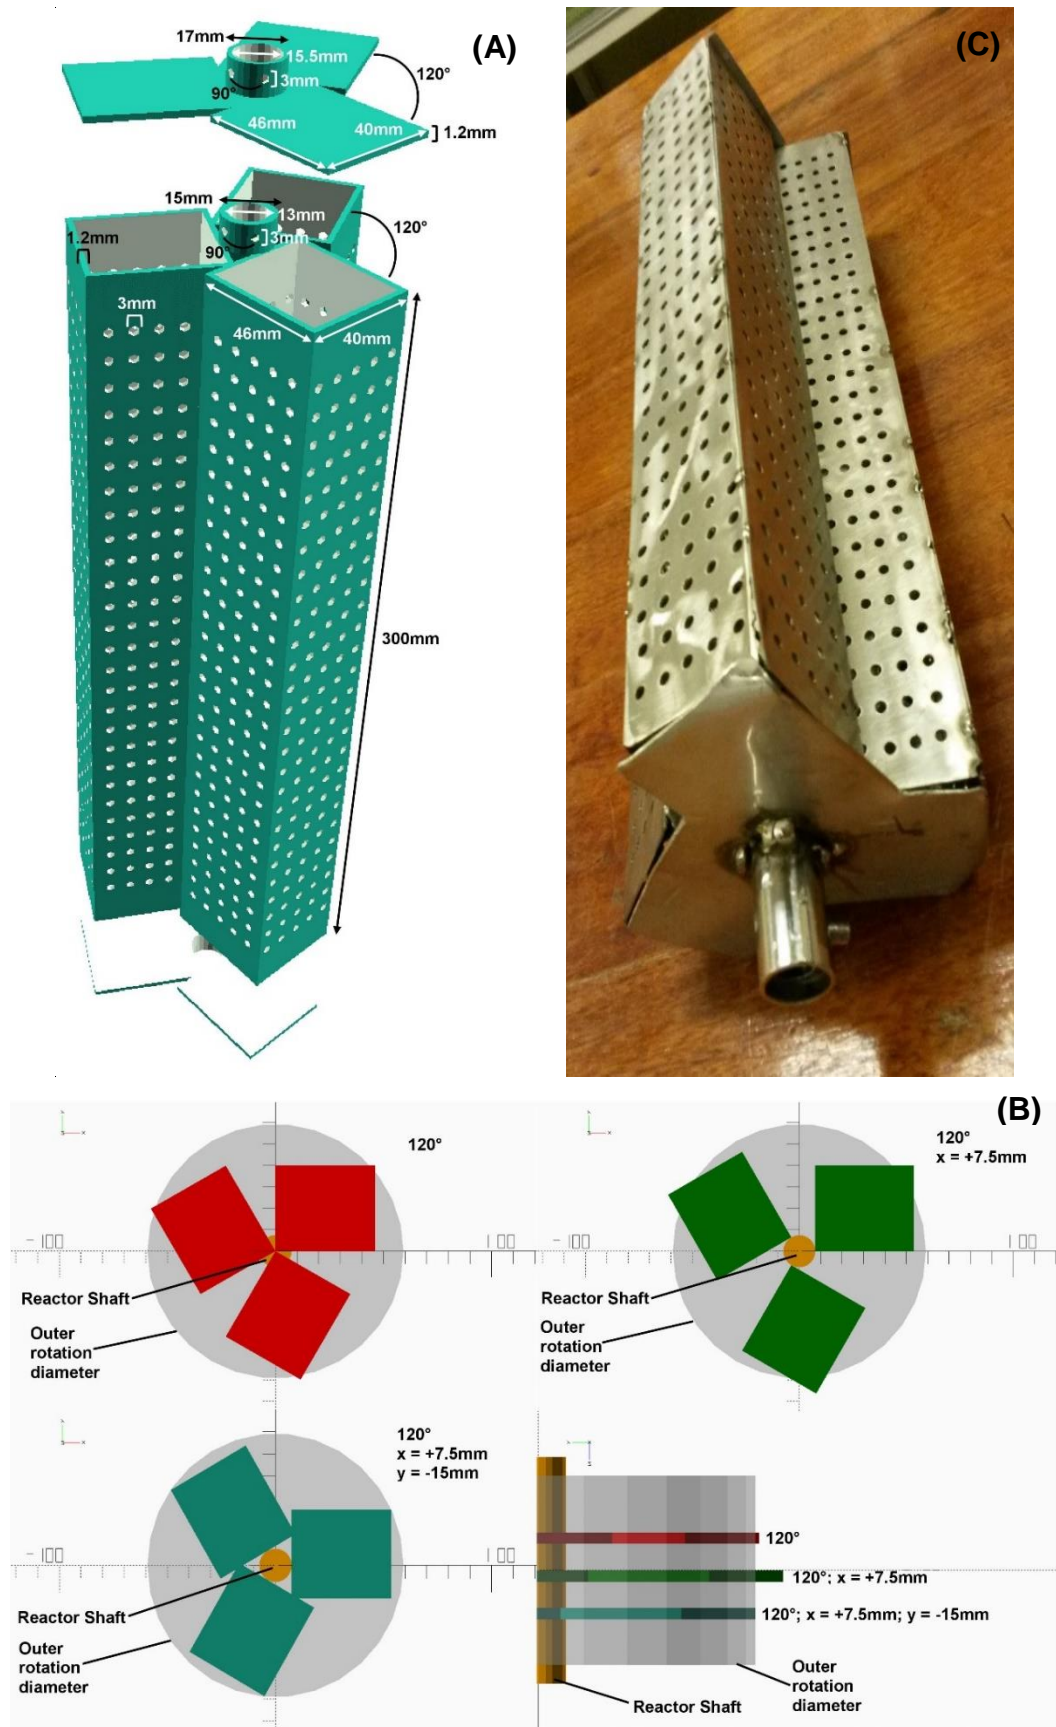 (A)
17mm
15.5mm
3mm
90°
120°
46mm
40mm
1.2mm
15mm
13mm
3mm
90°
120°
1.2mm
3mm
46mm
40mm
300mm
(C)
(B)
120°
Reactor Shaft
Outer
rotation
diameter
100
120°
x = +7.5mm
Reactor Shaft
Outer
rotation
diameter
100
120°
x = +7.5mm
y = -15mm
Reactor Shaft
Outer
rotation
diameter
100
120°
120°; x = +7.5mm
120°; x = +7.5mm; y = -15mm
Outer
rotation
diameter
Reactor Shaft